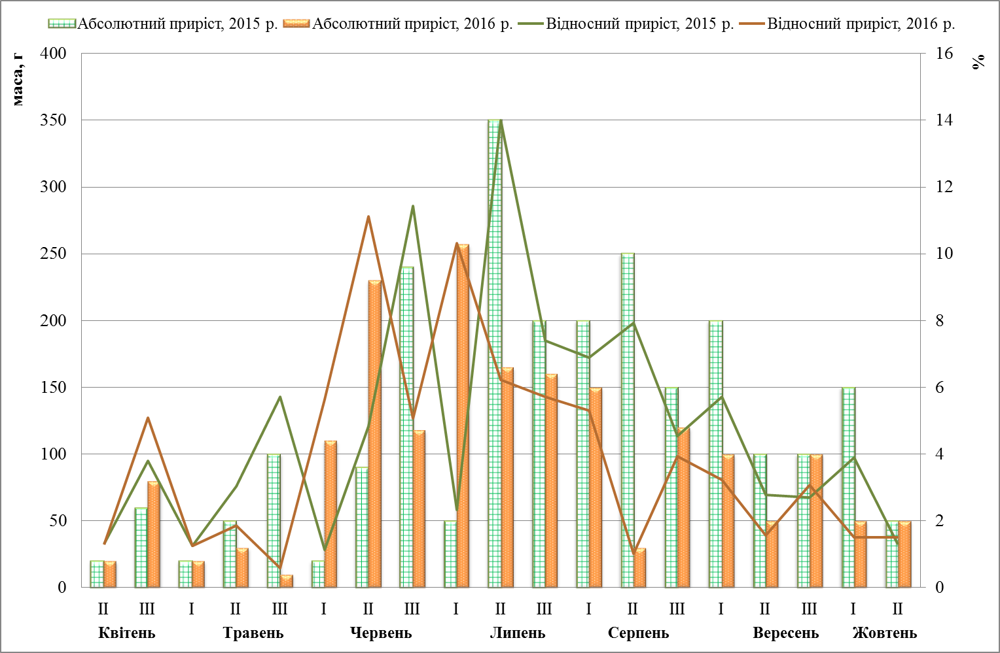 Абсолютний приріст, 2015 р. Абсолютний приріст, 2016 р. Відносний приріст, 2015 р. Відносний приріст, 2016 р.
маса, г
%
400 16
350 14
300 12
250 10
200 8
150 6
100 4
50 2
0 0
II III I II III I II III I II III I II III I II III I II
Квітень Травень Червень Липень Серпень Вересень Жовтень